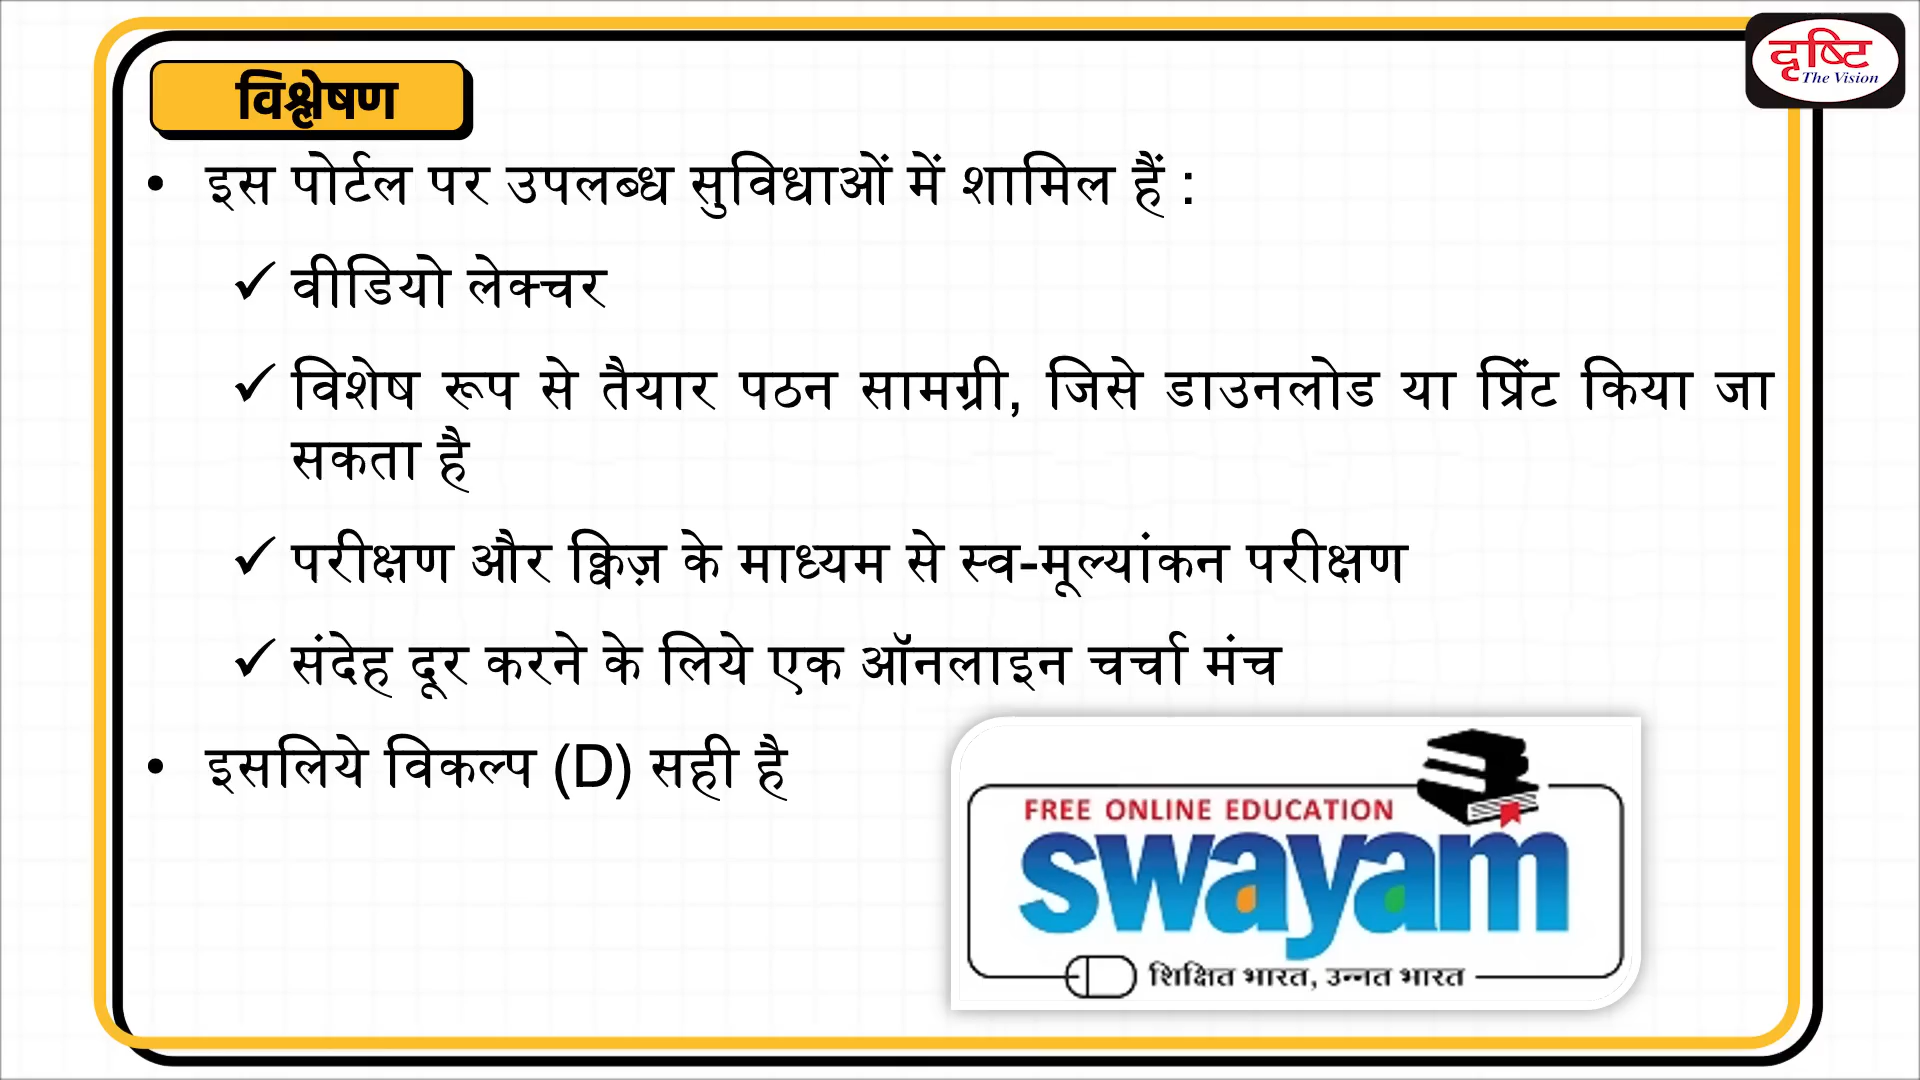 दृष्टि
The Vision
विश्लेषण
• इस पोर्टल पर उपलब्ध सुविधाओं में शामिल हैं :
✓ वीडियो लेक्चर
✓ विशेष रूप से तैयार पठन सामग्री, जिसे डाउनलोड या प्रिंट किया जा
सकता है
✓ परीक्षण और क्विज़ के माध्यम से स्व-मूल्यांकन परीक्षण
✓ संदेह दूर करने के लिये एक ऑनलाइन चर्चा मंच
• इसलिये विकल्प (D) सही है
FREE ONLINE EDUCATION
swayam
शिक्षित भारत, उन्नत भारत